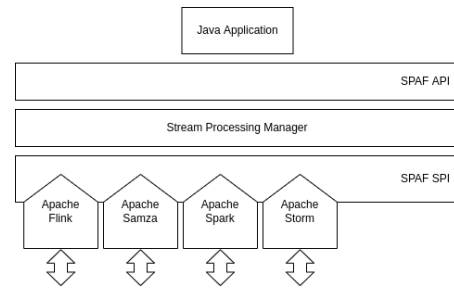 Java Application
SPAF API
Stream Processing Manager
SPAF SPI
Apache
Flink
Apache
Samza
Apache
Spark
Apache
Storm